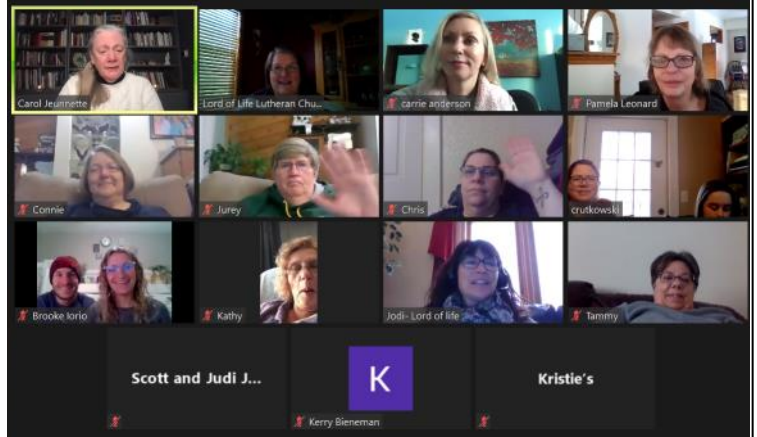 Carol Jeunnette
Lord of Life Lutheran Chu...
carrie anderson
Pamela Leonard
Connie
Jurey
Chris
crutkowski
Brooke Iorio
Kathy
Jodi- Lord of life
Tammy
Scott and Judi J...
K
Kerry Bieneman
Kristie's